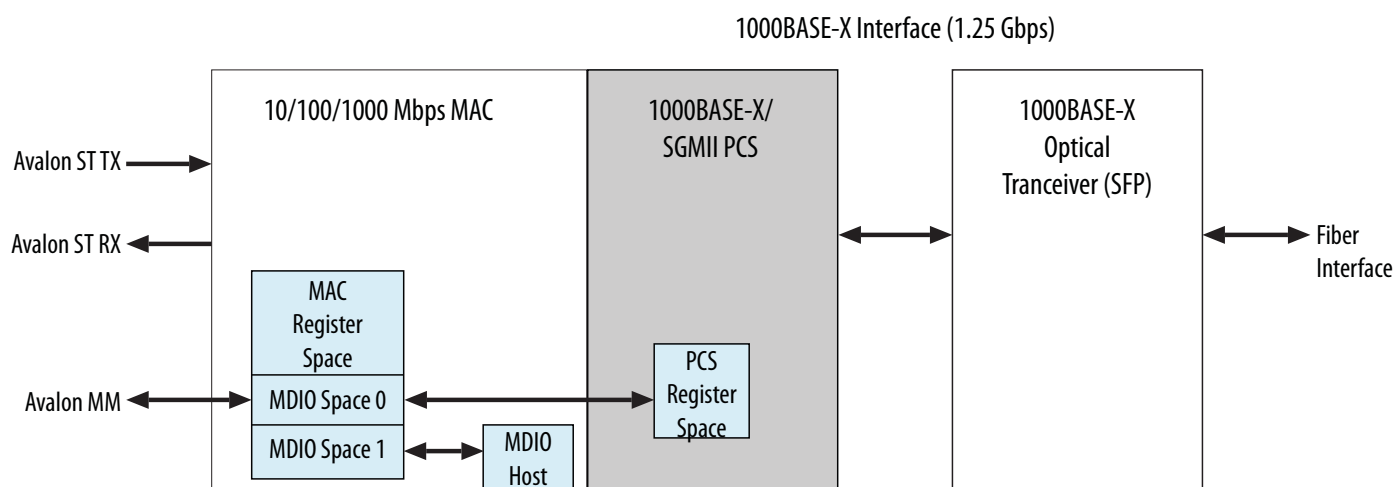 1000BASE-X Interface (1.25 Gbps)
10/100/1000 Mbps MAC
1000BASE-X/
SGMII PCS
1000BASE-X
Optical
Tranceiver (SFP)
Avalon ST TX
Avalon ST RX
Fiber
Interface
MAC
Register
Space
PCS
Register
Space
Avalon MM
MDIO Space 0
MDIO Space 1
MDIO
Host